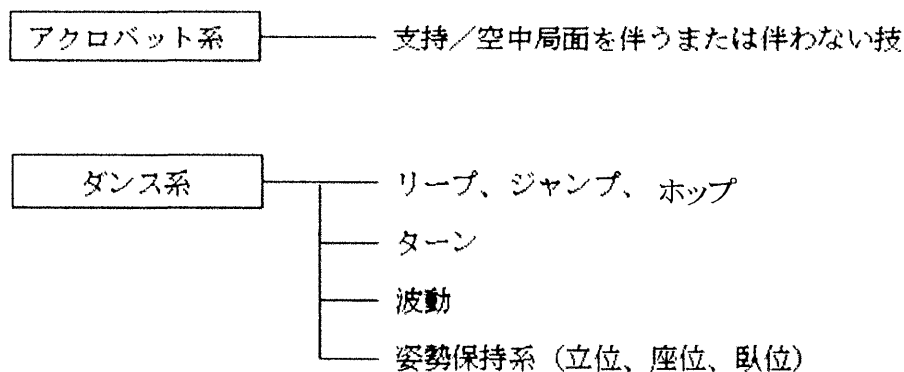 アクロバット系 支持／空中局面を伴うまたは伴わない技
ダンス系 リープ、ジャンプ、ホップ
ターン
波動
姿勢保持系（立位、座位、臥位）